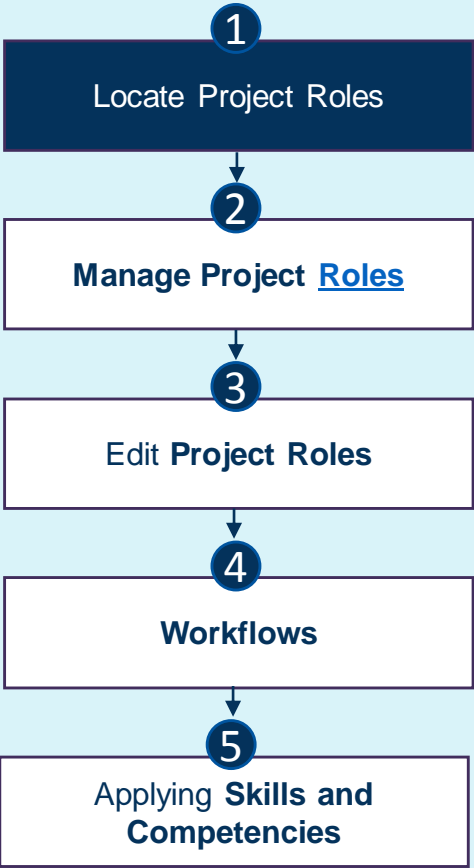 1
Locate Project Roles
2
Manage Project Roles
3
Edit Project Roles
4
Workflows
5
Applying Skills and
Competencies